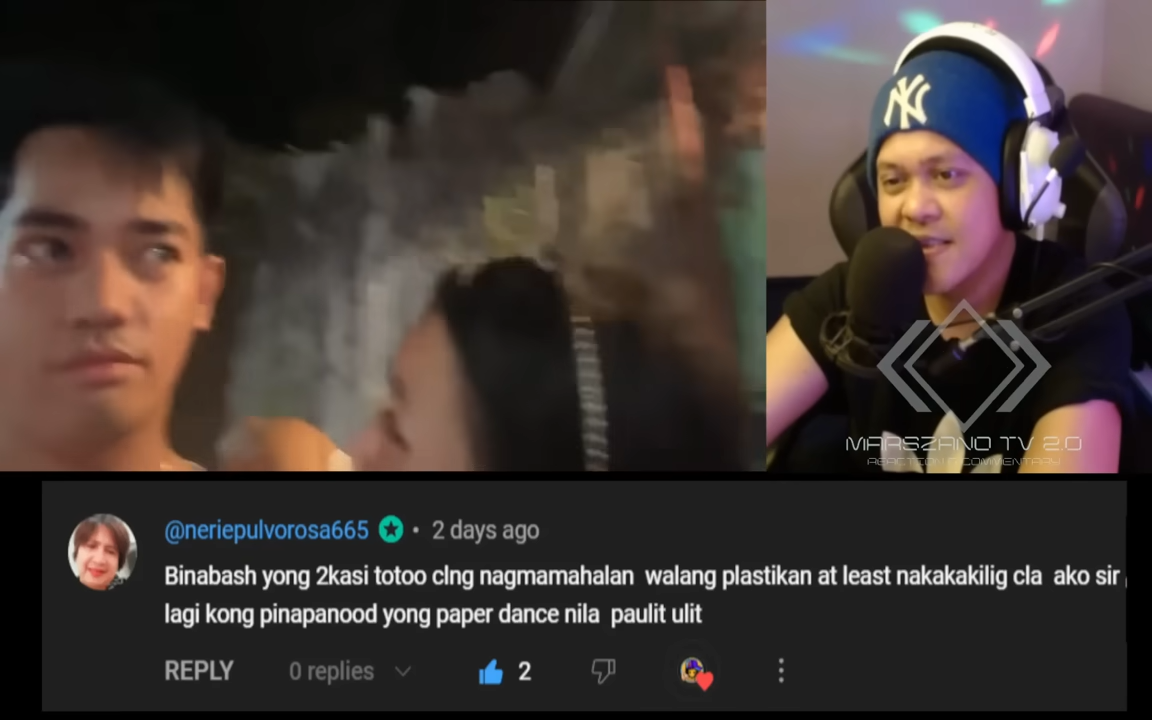 NY
MARSZANO TV 2.0
REACTION & COMMENTARY
@neriepulvorosa665 • 2 days ago
Binabash yong 2kasi totoo clng nagmamahalan walang plastikan at least nakakakilig cla ako sir
lagi kong pinapanood yong paper dance nila paulit ulit
REPLY 0 replies 2